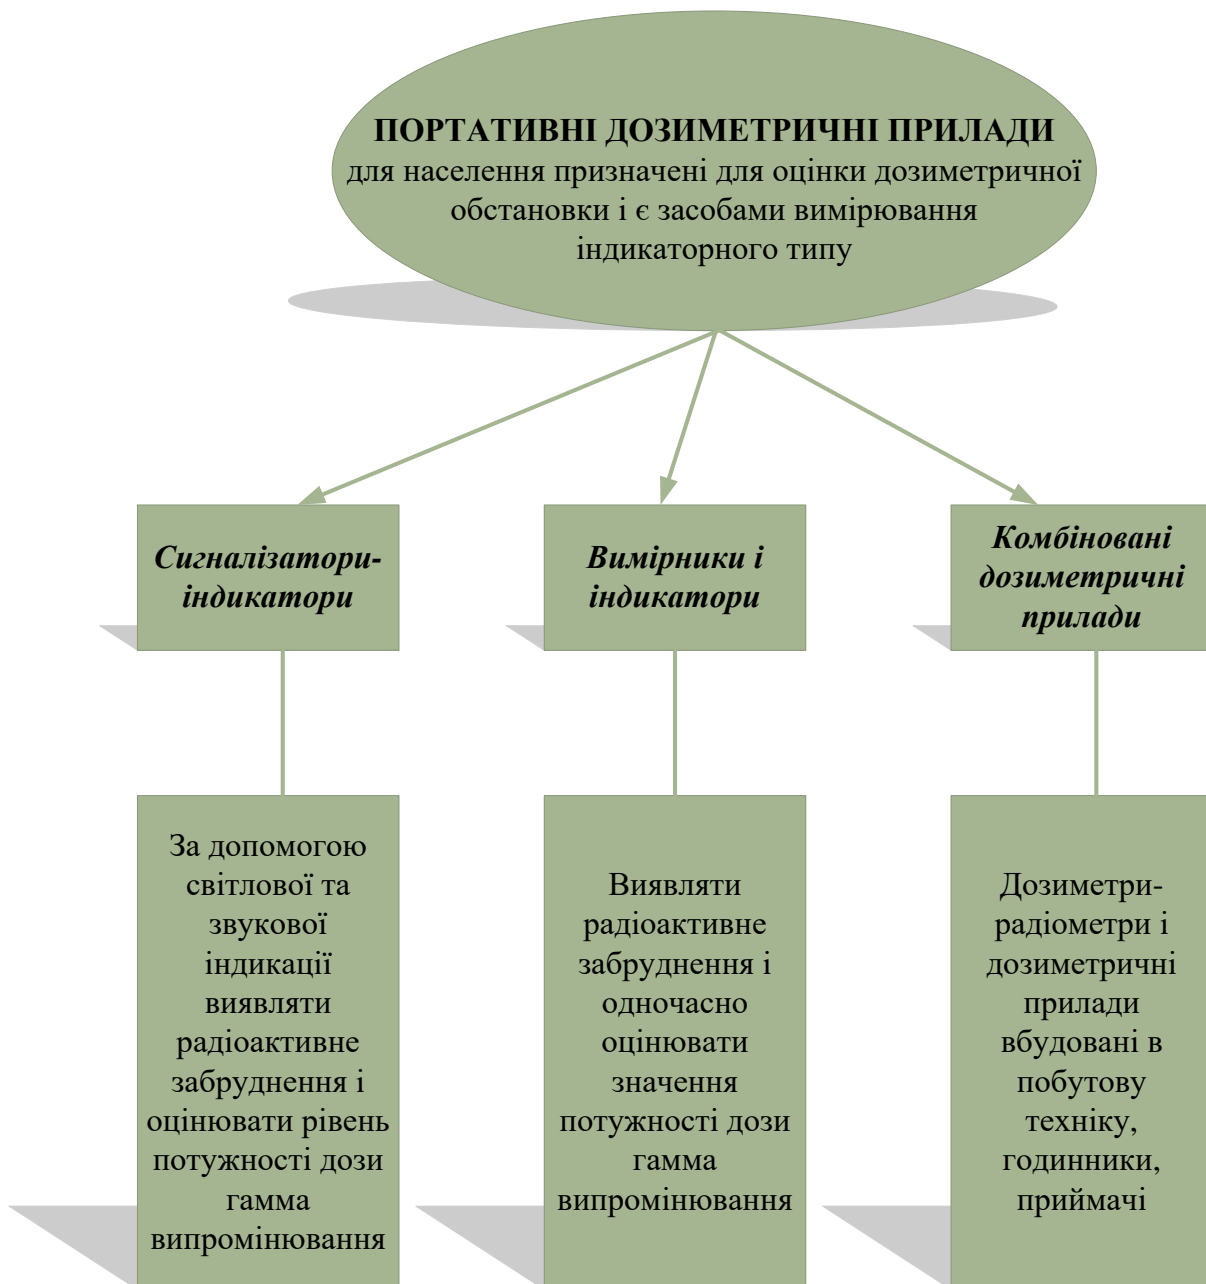 ПОРТАТИВНІ ДОЗИМЕТРИЧНІ ПРИЛАДИ
для населення призначені для оцінки дозиметричної
обстановки і є засобами вимірювання
індикаторного типу
Сигналізатори-
індикатори
Вимірники і
індикатори
Комбіновані
дозиметричні
прилади
За допомогою
світлової та
звукової
індикації
виявляти
радіоактивне
забруднення і
оцінювати рівень
потужності дози
гамма
випромінювання
Виявляти
радіоактивне
забруднення і
одночасно
оцінювати
значення
потужності дози
гамма
випромінювання
Дозиметри-
радіометри і
дозиметричні
прилади
вбудовані в
побутову
техніку,
годинники,
приймачі